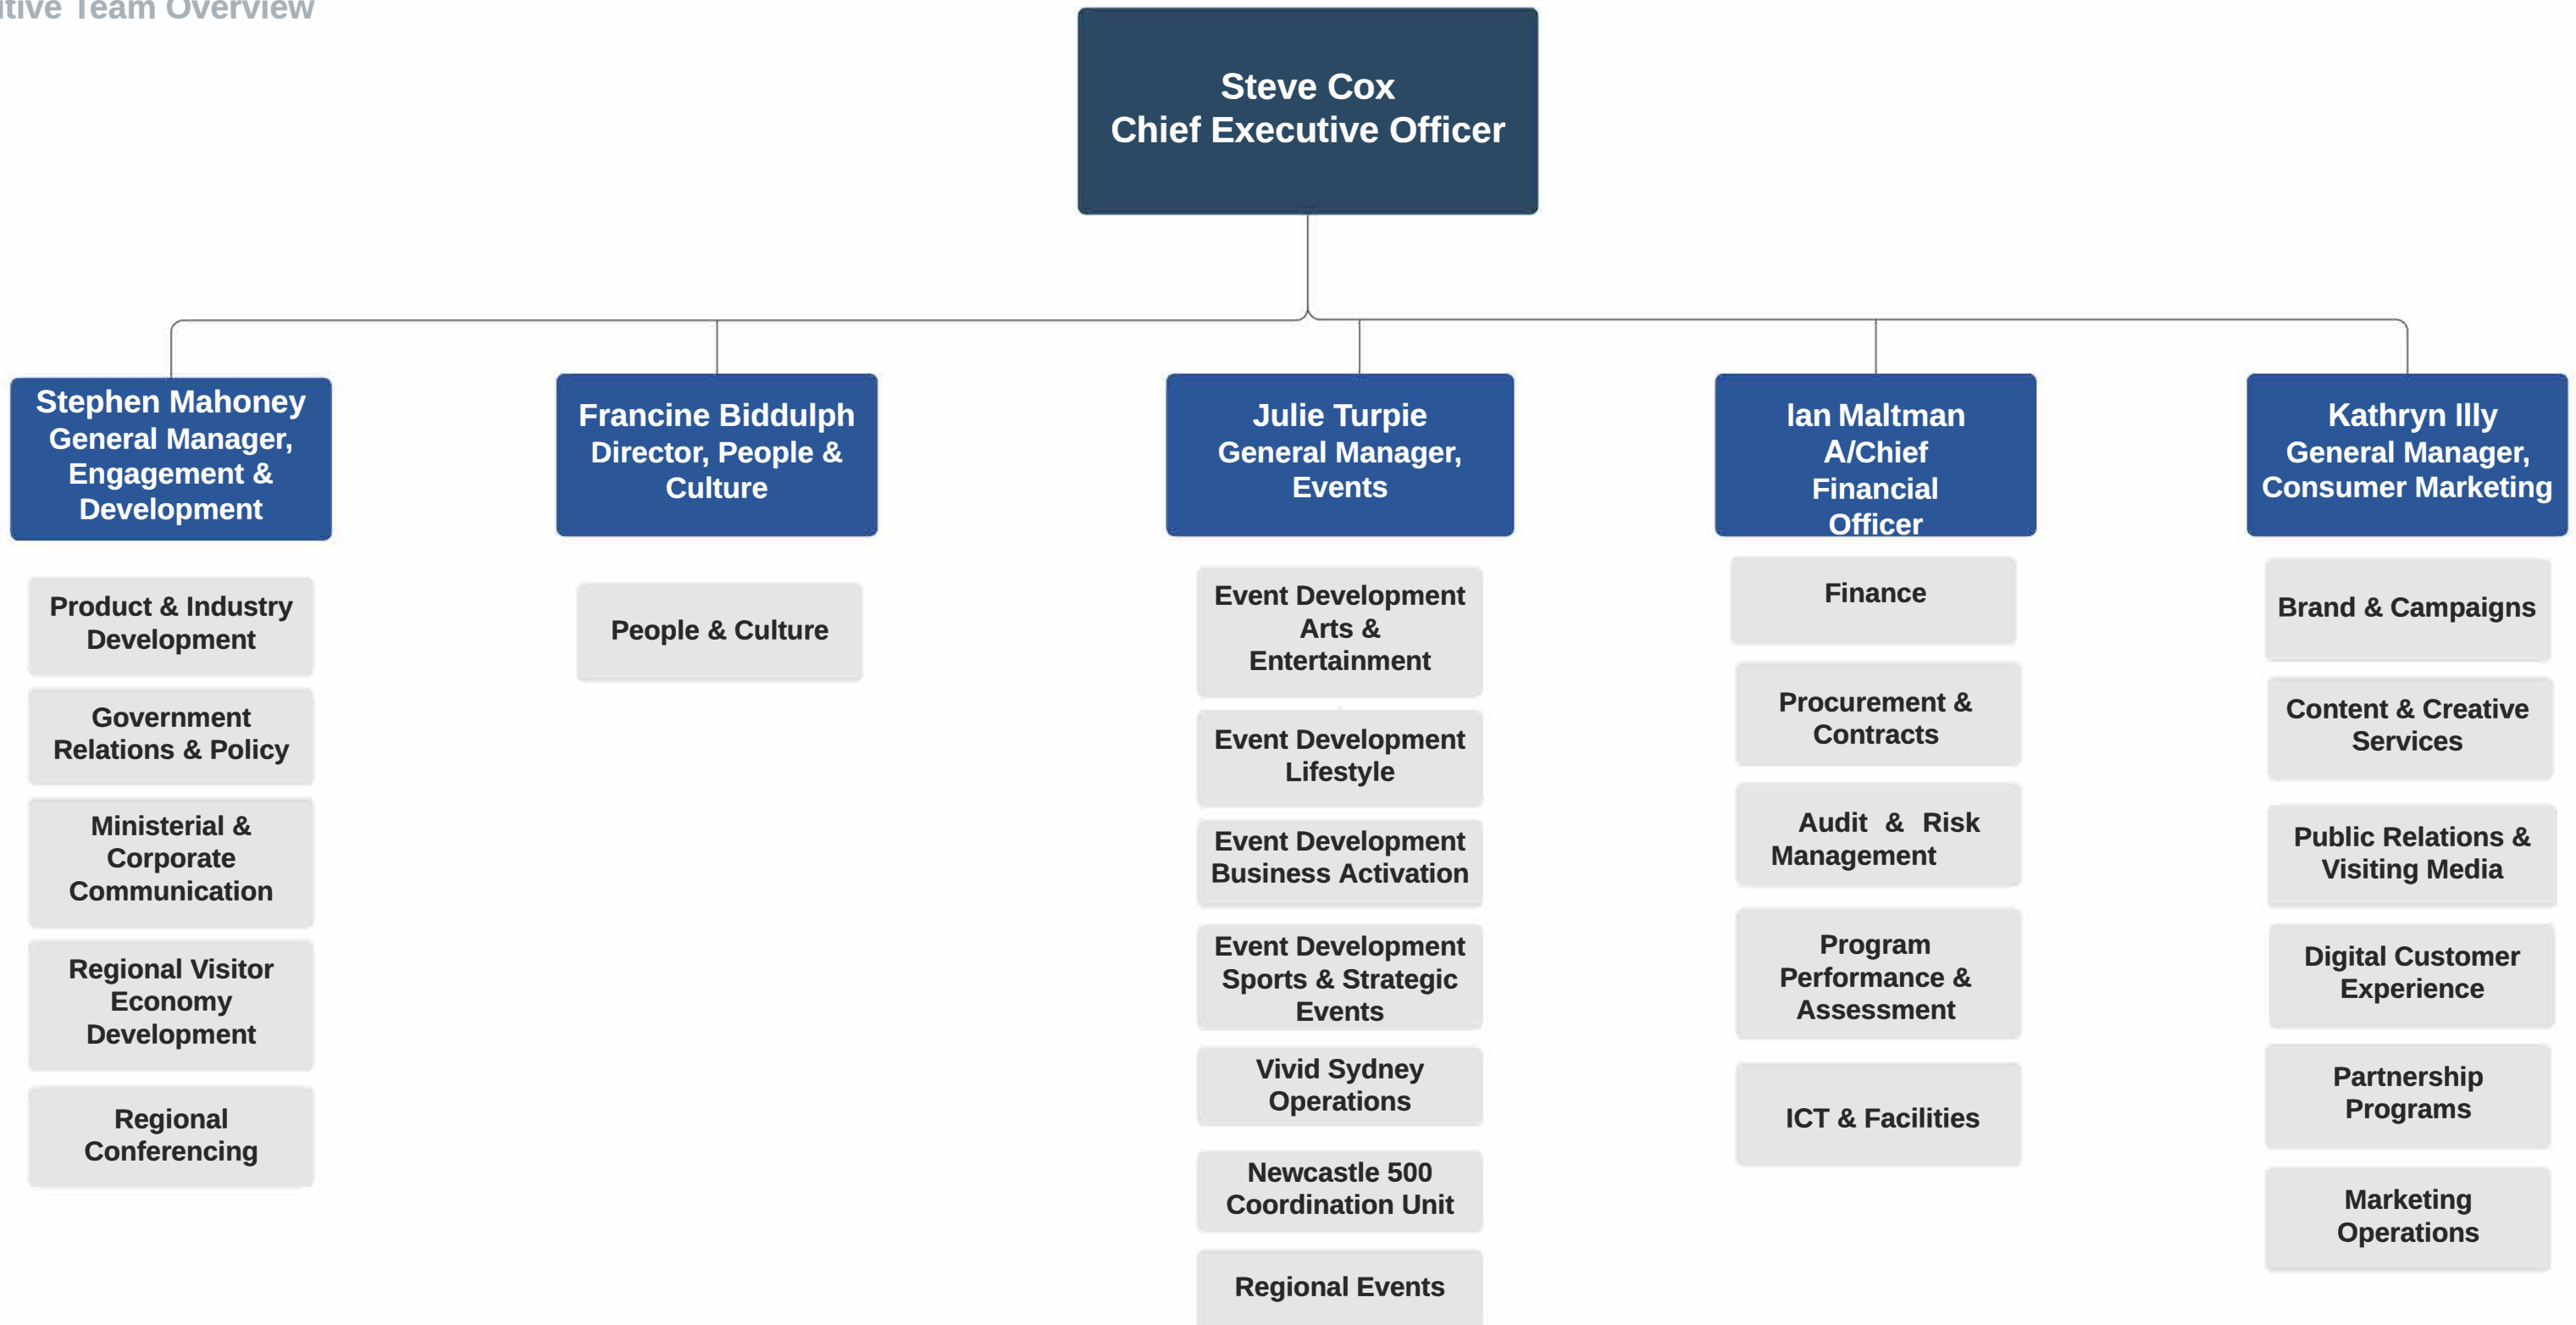 Team Overview
Steve Cox
Chief Executive Officer
Stephen Mahoney
General Manager,
Engagement &
Development
Product & Industry
Development
Government
Relations & Policy
Ministerial &
Corporate
Communication
Regional Visitor
Economy
Development
Regional
Conferencing
Francine Biddulph
Director, People &
Culture
People & Culture
Julie Turpie
General Manager,
Events
Event Development
Arts &
Entertainment
Event Development
Lifestyle
Event Development
Business Activation
Event Development
Sports & Strategic
Events
Vivid Sydney
Operations
Newcastle 500
Coordination Unit
Regional Events
Ian Maltman
A/Chief
Financial
Officer
Finance
Procurement &
Contracts
Audit & Risk
Management
Program
Performance &
Assessment
ICT & Facilities
Kathryn Illy
General Manager,
Consumer Marketing
Brand & Campaigns
Content & Creative
Services
Public Relations &
Visiting Media
Digital Customer
Experience
Partnership
Programs
Marketing
Operations